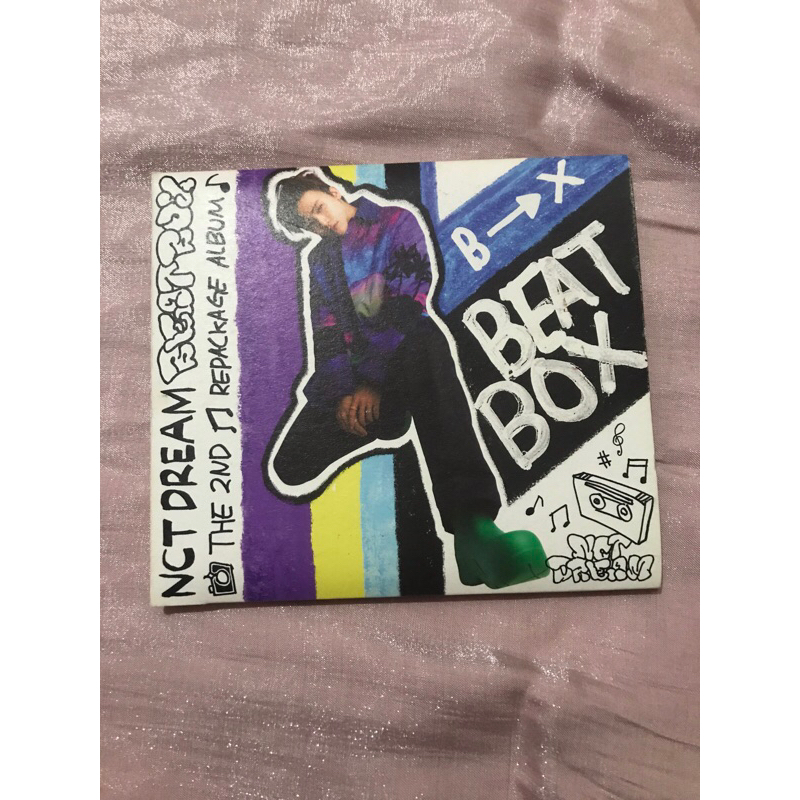 NCT DREAM BEATBOX
THE 2ND REPACKAGE ALBUM
B→X
BEAT
BOX
NCT
DREAM